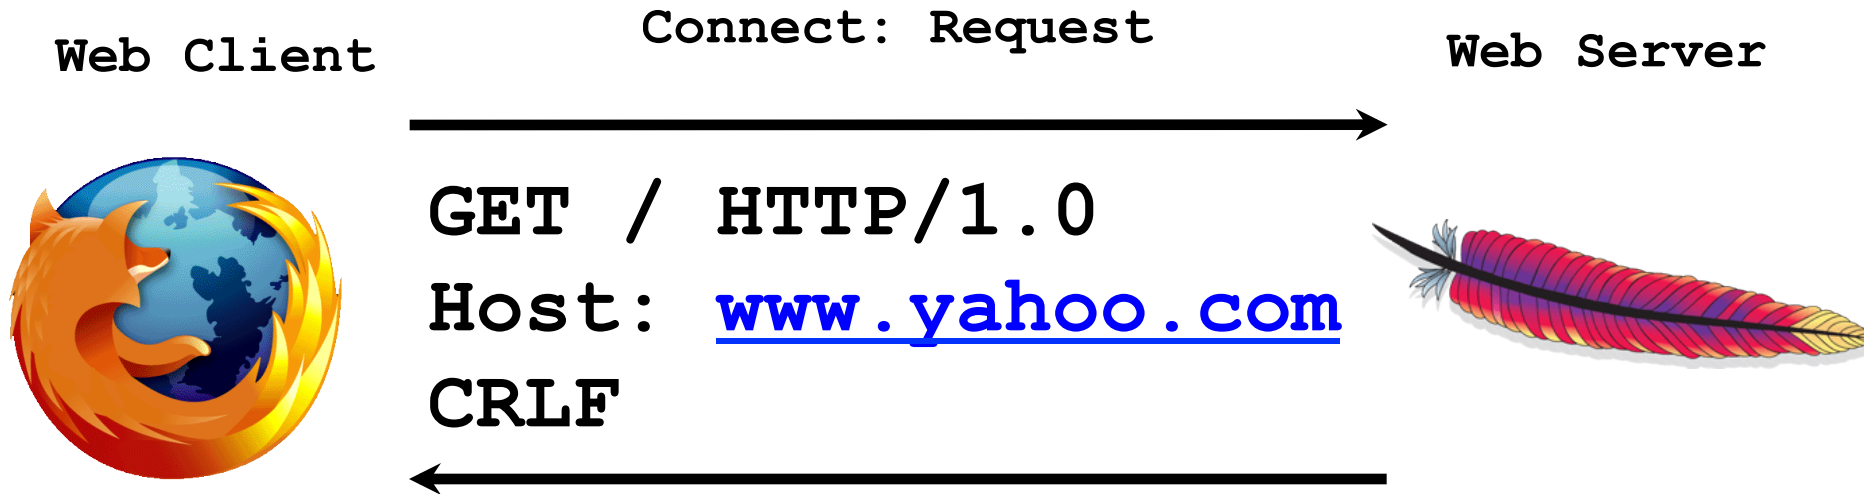 Connect: Request
Web Client
Web Server
GET / HTTP/1.0
Host: www.yahoo.com
CRLF